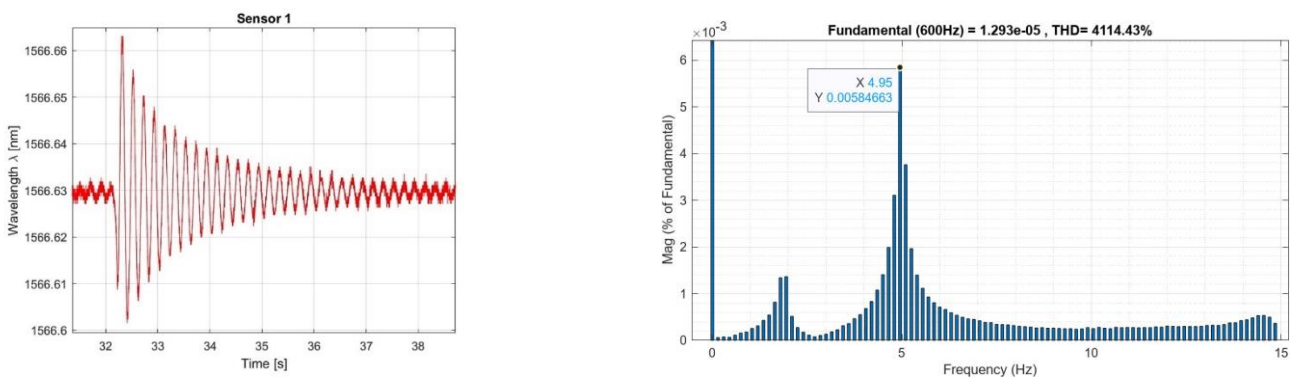 Sensor 1
Wavelength λ [nm]
1566.66
1566.65
1566.64
1566.63
1566.62
1566.61
1566.6
32 33 34 35 36 37 38
Time [s]
Fundamental (600Hz) = 1.293e-05 , THD= 4114.43%
×10-3
Mag (% of Fundamental)
6
5
4
3
2
1
0
X 4.95
Y 0.00584663
0 5 10 15
Frequency (Hz)